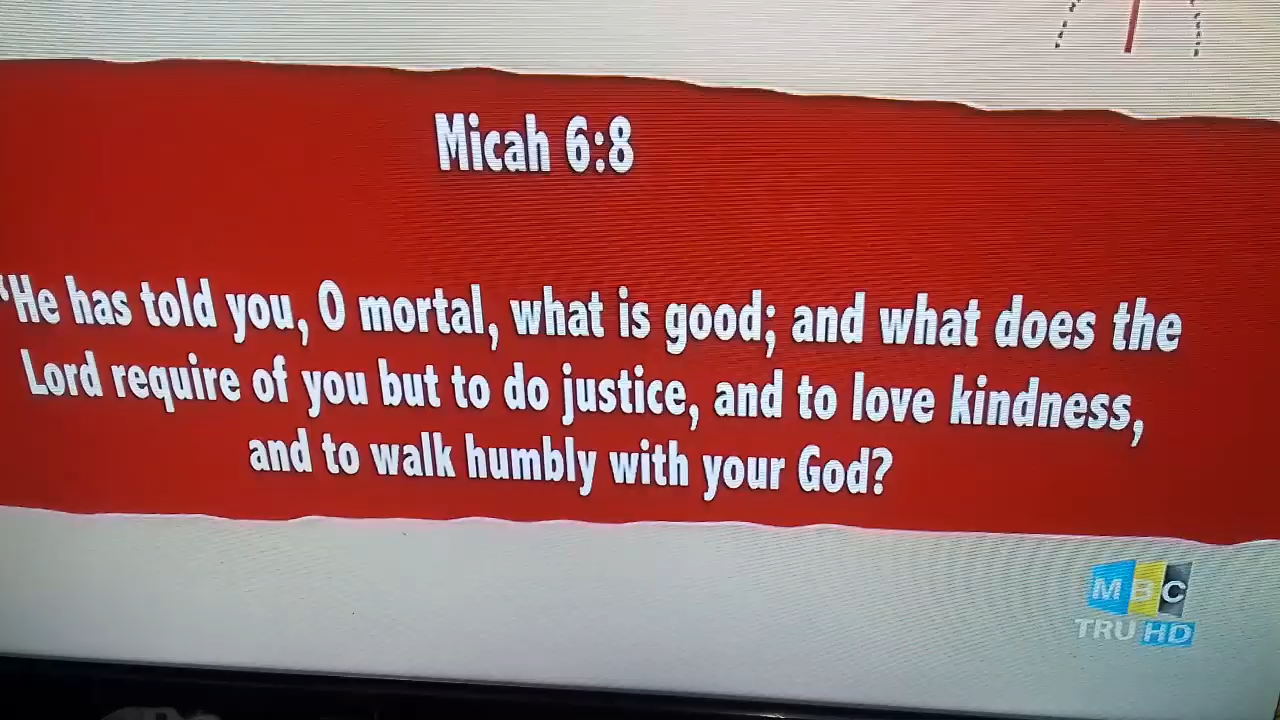 Micah 6:8
‘He has told you, O mortal, what is good; and what does the
Lord require of you but to do justice, and to love kindness,
and to walk humbly with your God?
MBC
TRU HD